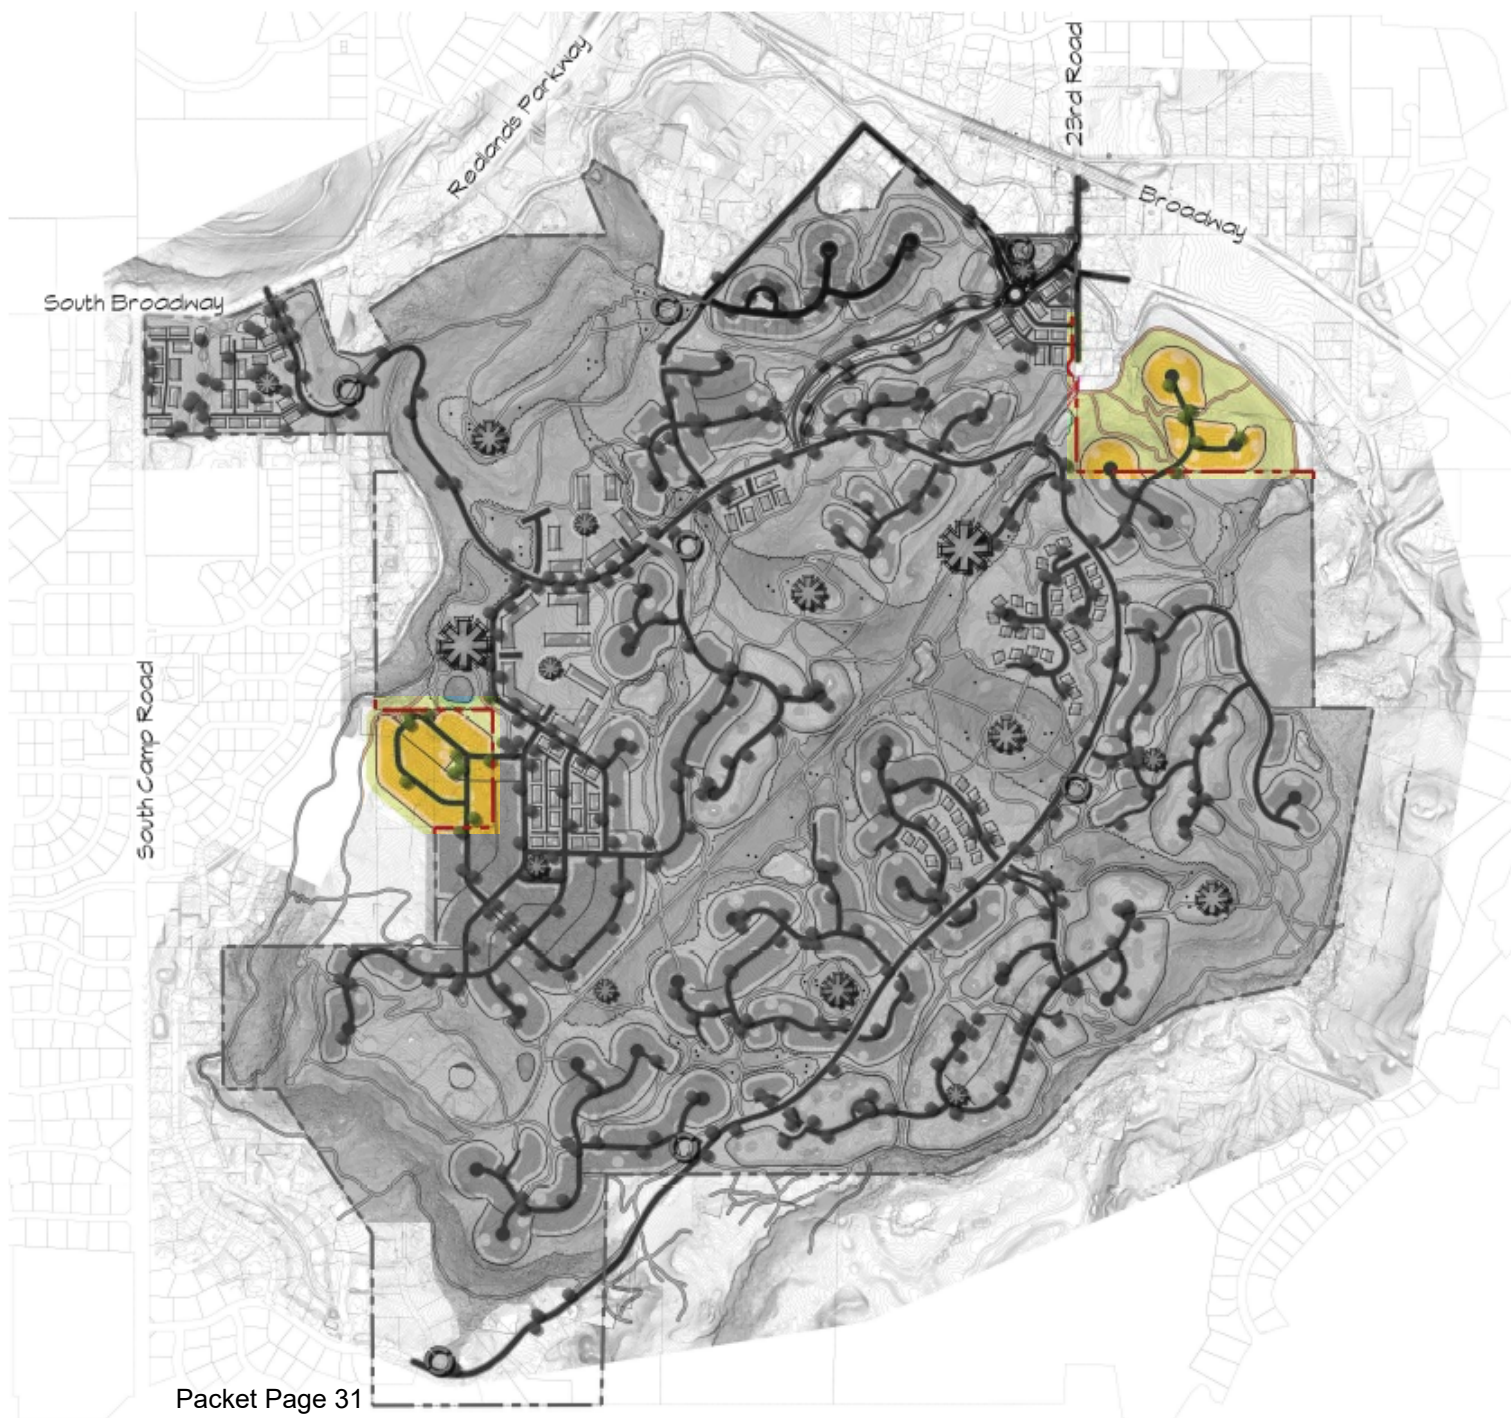 Redlands Parkway
23rd Road
Broadway
South Broadway
South Camp Road
Packet Page 31